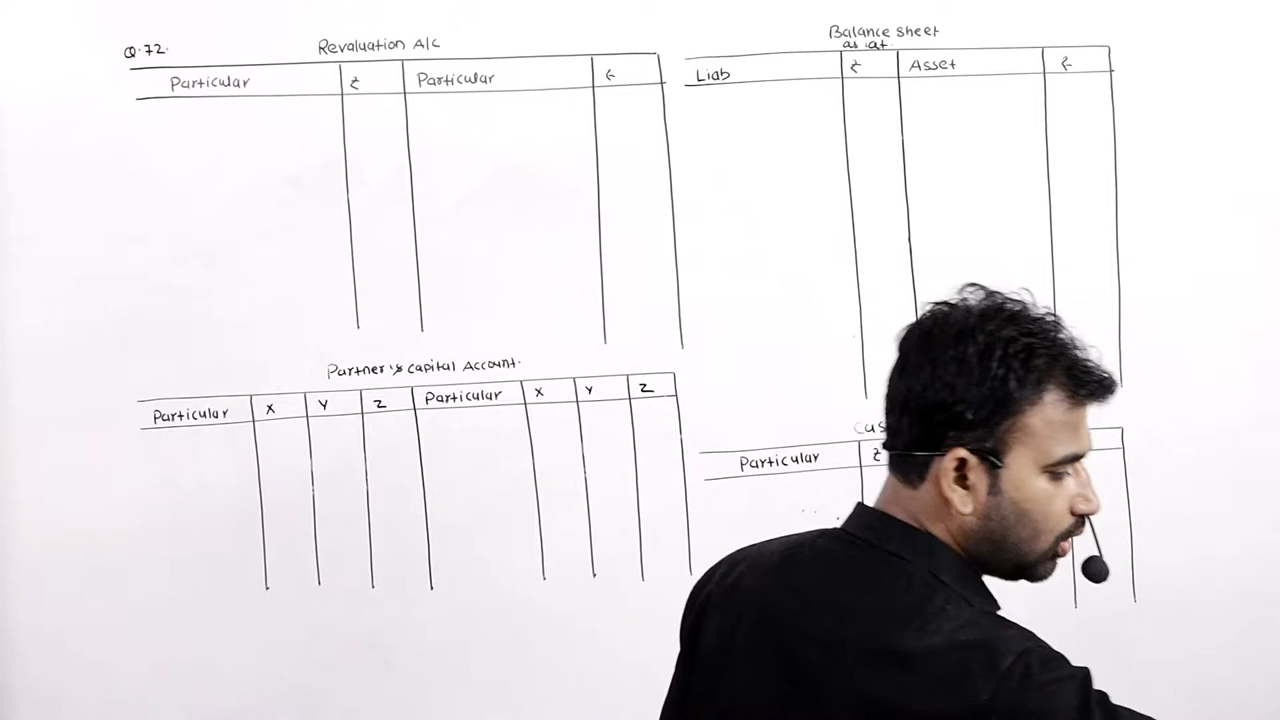 Q.72.
Revaluation A/c
Particular ₹ Particular ₹
Partner's capital Account.
Particular X Y Z Particular X Y Z
Balance sheet
as at
Liab ₹ Asset ₹
Particular ₹